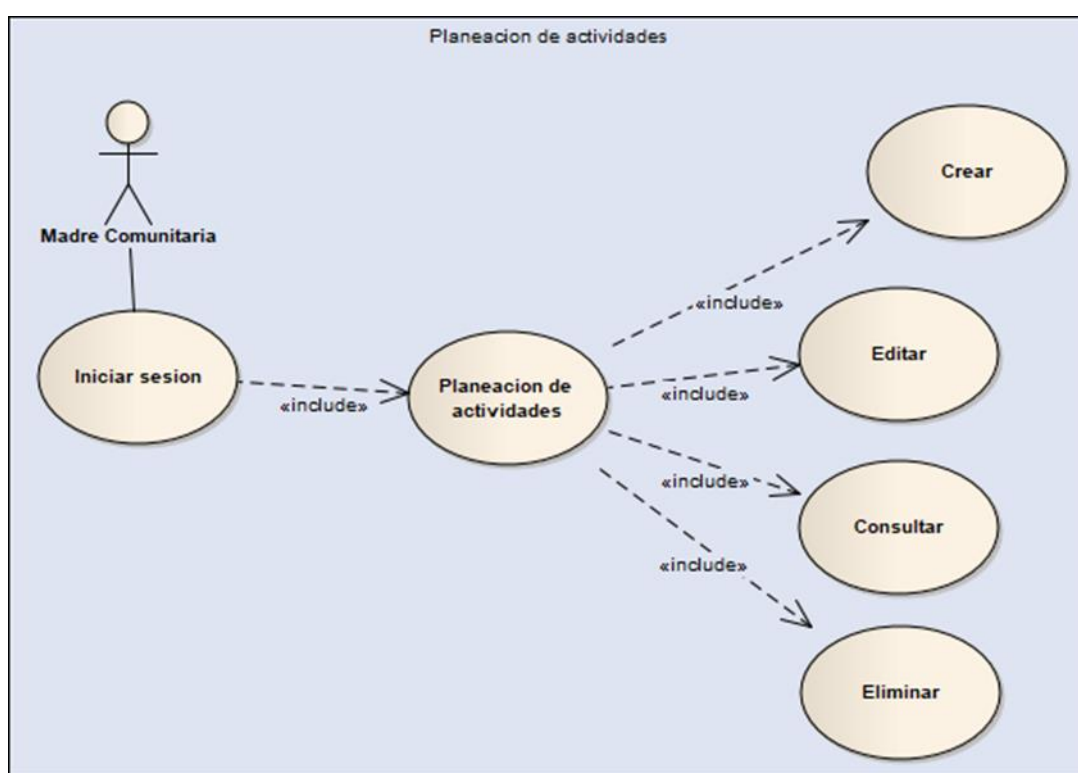 Planeacion de actividades
Madre Comunitaria
Iniciar sesion
«include»
Planeacion de
actividades
«include»
Crear
«include»
Editar
«include»
Consultar
«include»
Eliminar